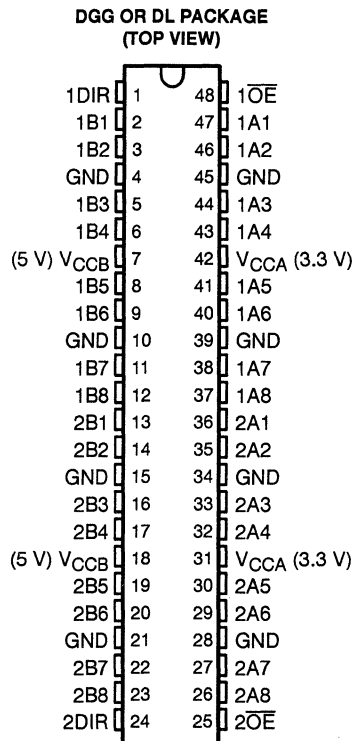 DGG OR DL PACKAGE
(TOP VIEW)
1DIR 1 48 1O̅E̅
1B1 2 47 1A1
1B2 3 46 1A2
GND 4 45 GND
1B3 5 44 1A3
1B4 6 43 1A4
(5 V) VCCB 7 42 VCCA (3.3 V)
1B5 8 41 1A5
1B6 9 40 1A6
GND 10 39 GND
1B7 11 38 1A7
1B8 12 37 1A8
2B1 13 36 2A1
2B2 14 35 2A2
GND 15 34 GND
2B3 16 33 2A3
2B4 17 32 2A4
(5 V) VCCB 18 31 VCCA (3.3 V)
2B5 19 30 2A5
2B6 20 29 2A6
GND 21 28 GND
2B7 22 27 2A7
2B8 23 26 2A8
2DIR 24 25 2O̅E̅